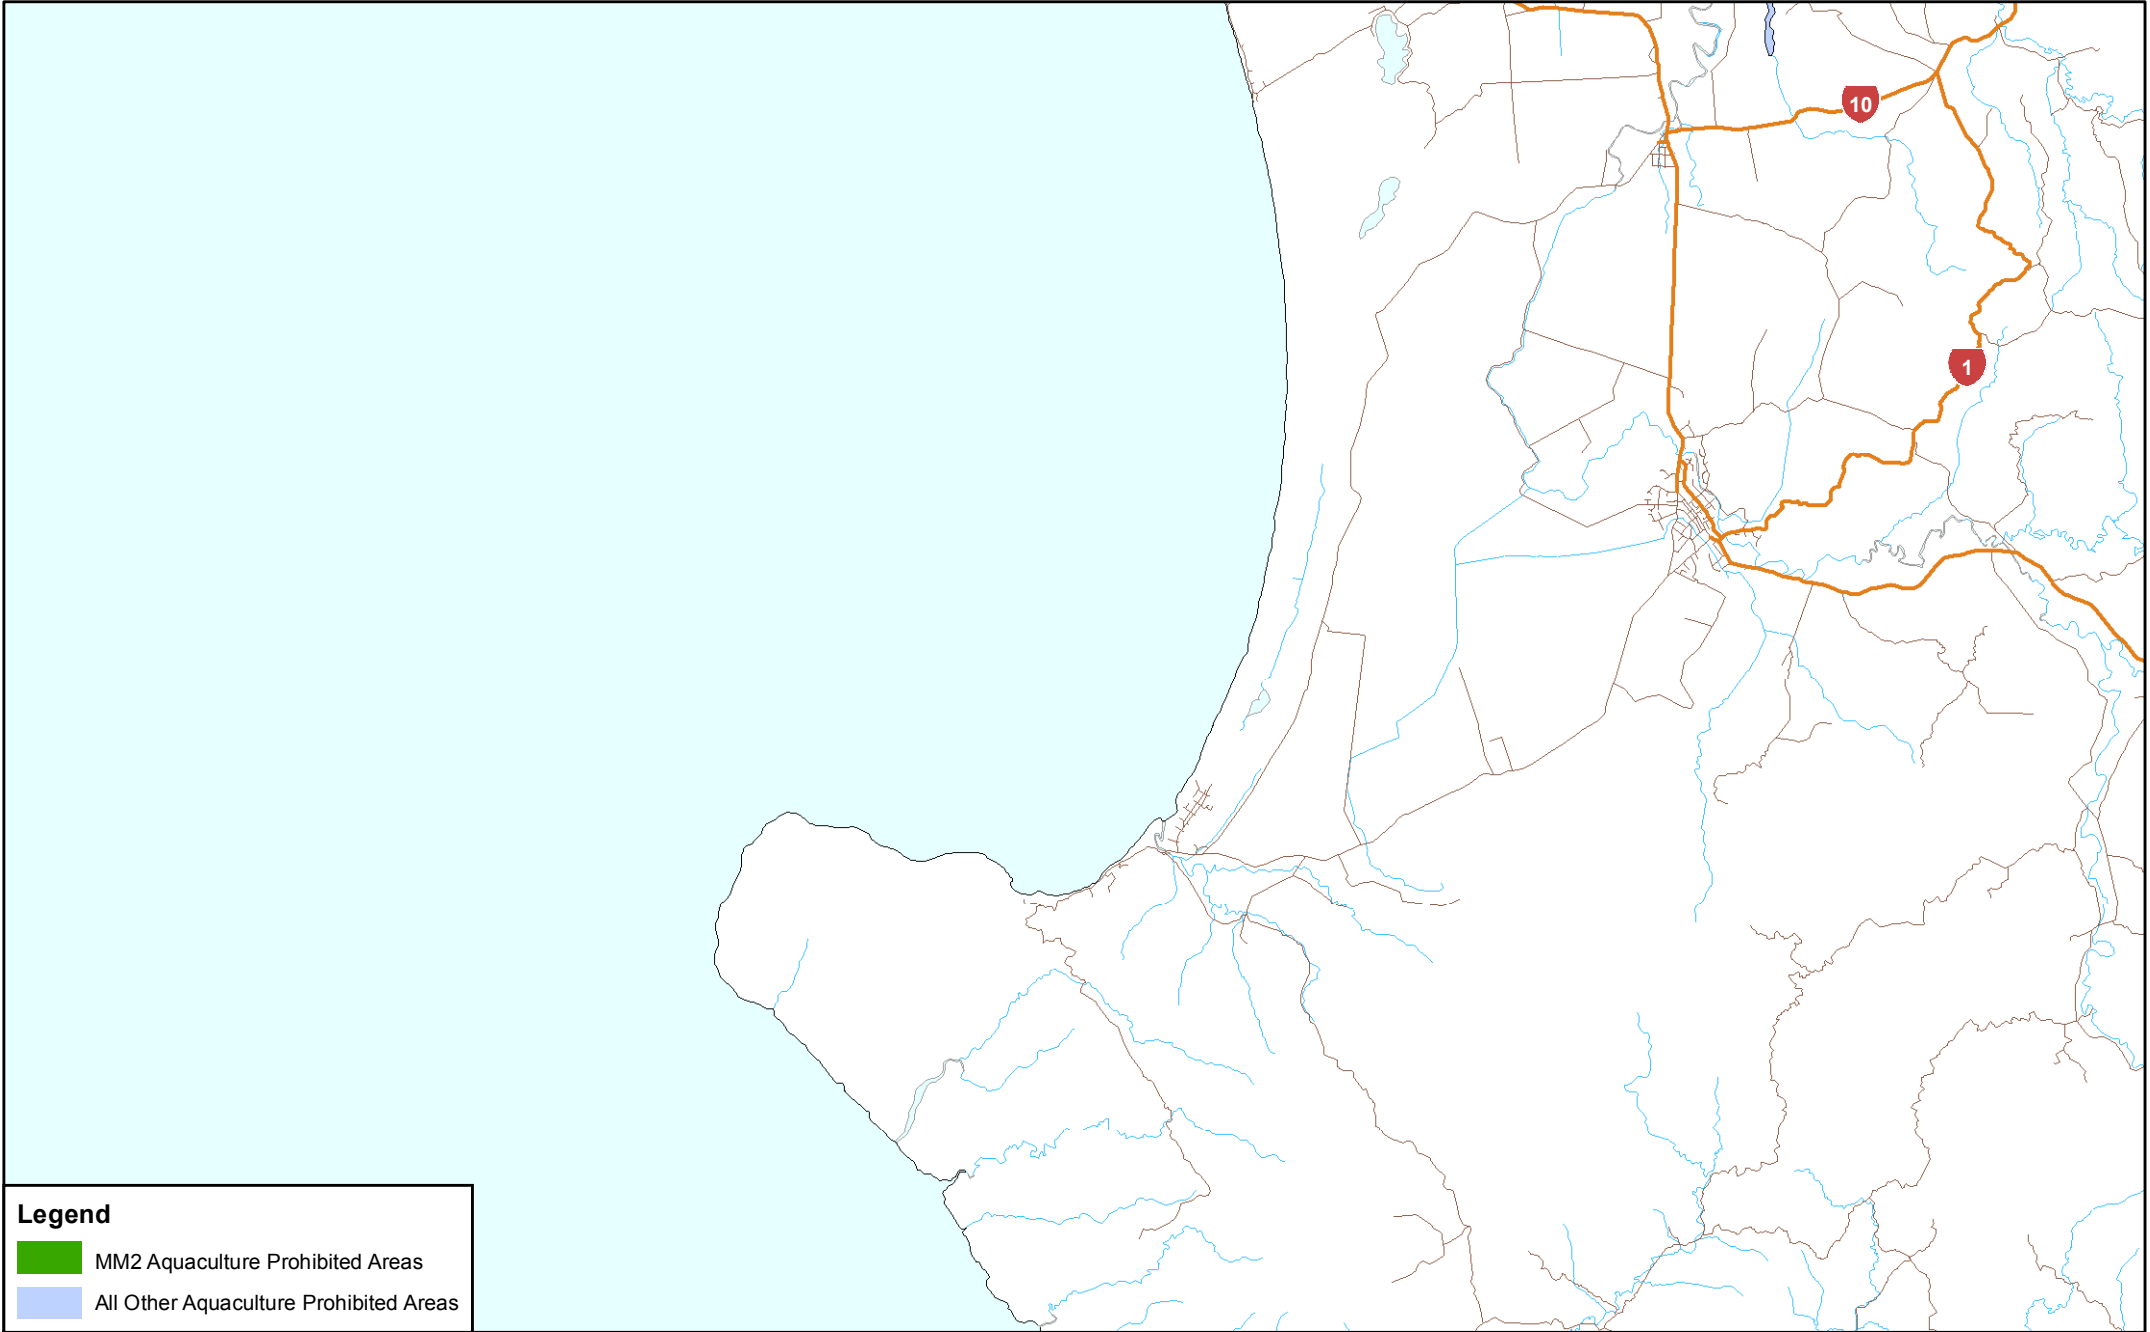 10
1
Legend
MM2 Aquaculture Prohibited Areas
All Other Aquaculture Prohibited Areas